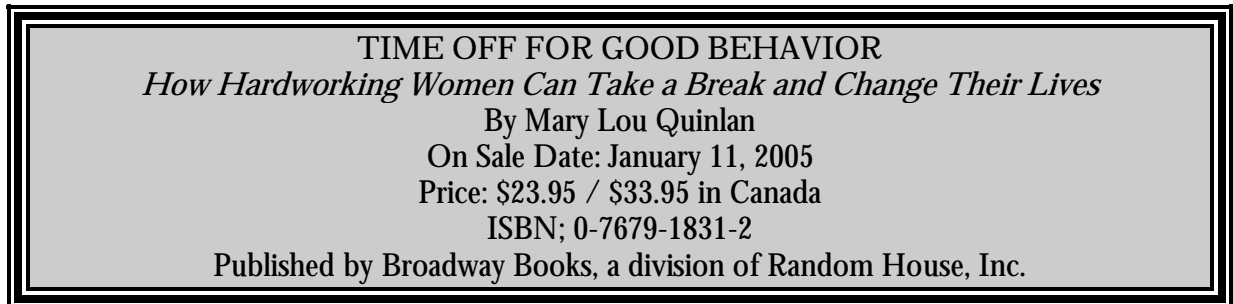 TIME OFF FOR GOOD BEHAVIOR
How Hardworking Women Can Take a Break and Change Their Lives
By Mary Lou Quinlan
On Sale Date: January 11, 2005
Price: $23.95 / $33.95 in Canada
ISBN; 0-7679-1831-2
Published by Broadway Books, a division of Random House, Inc.